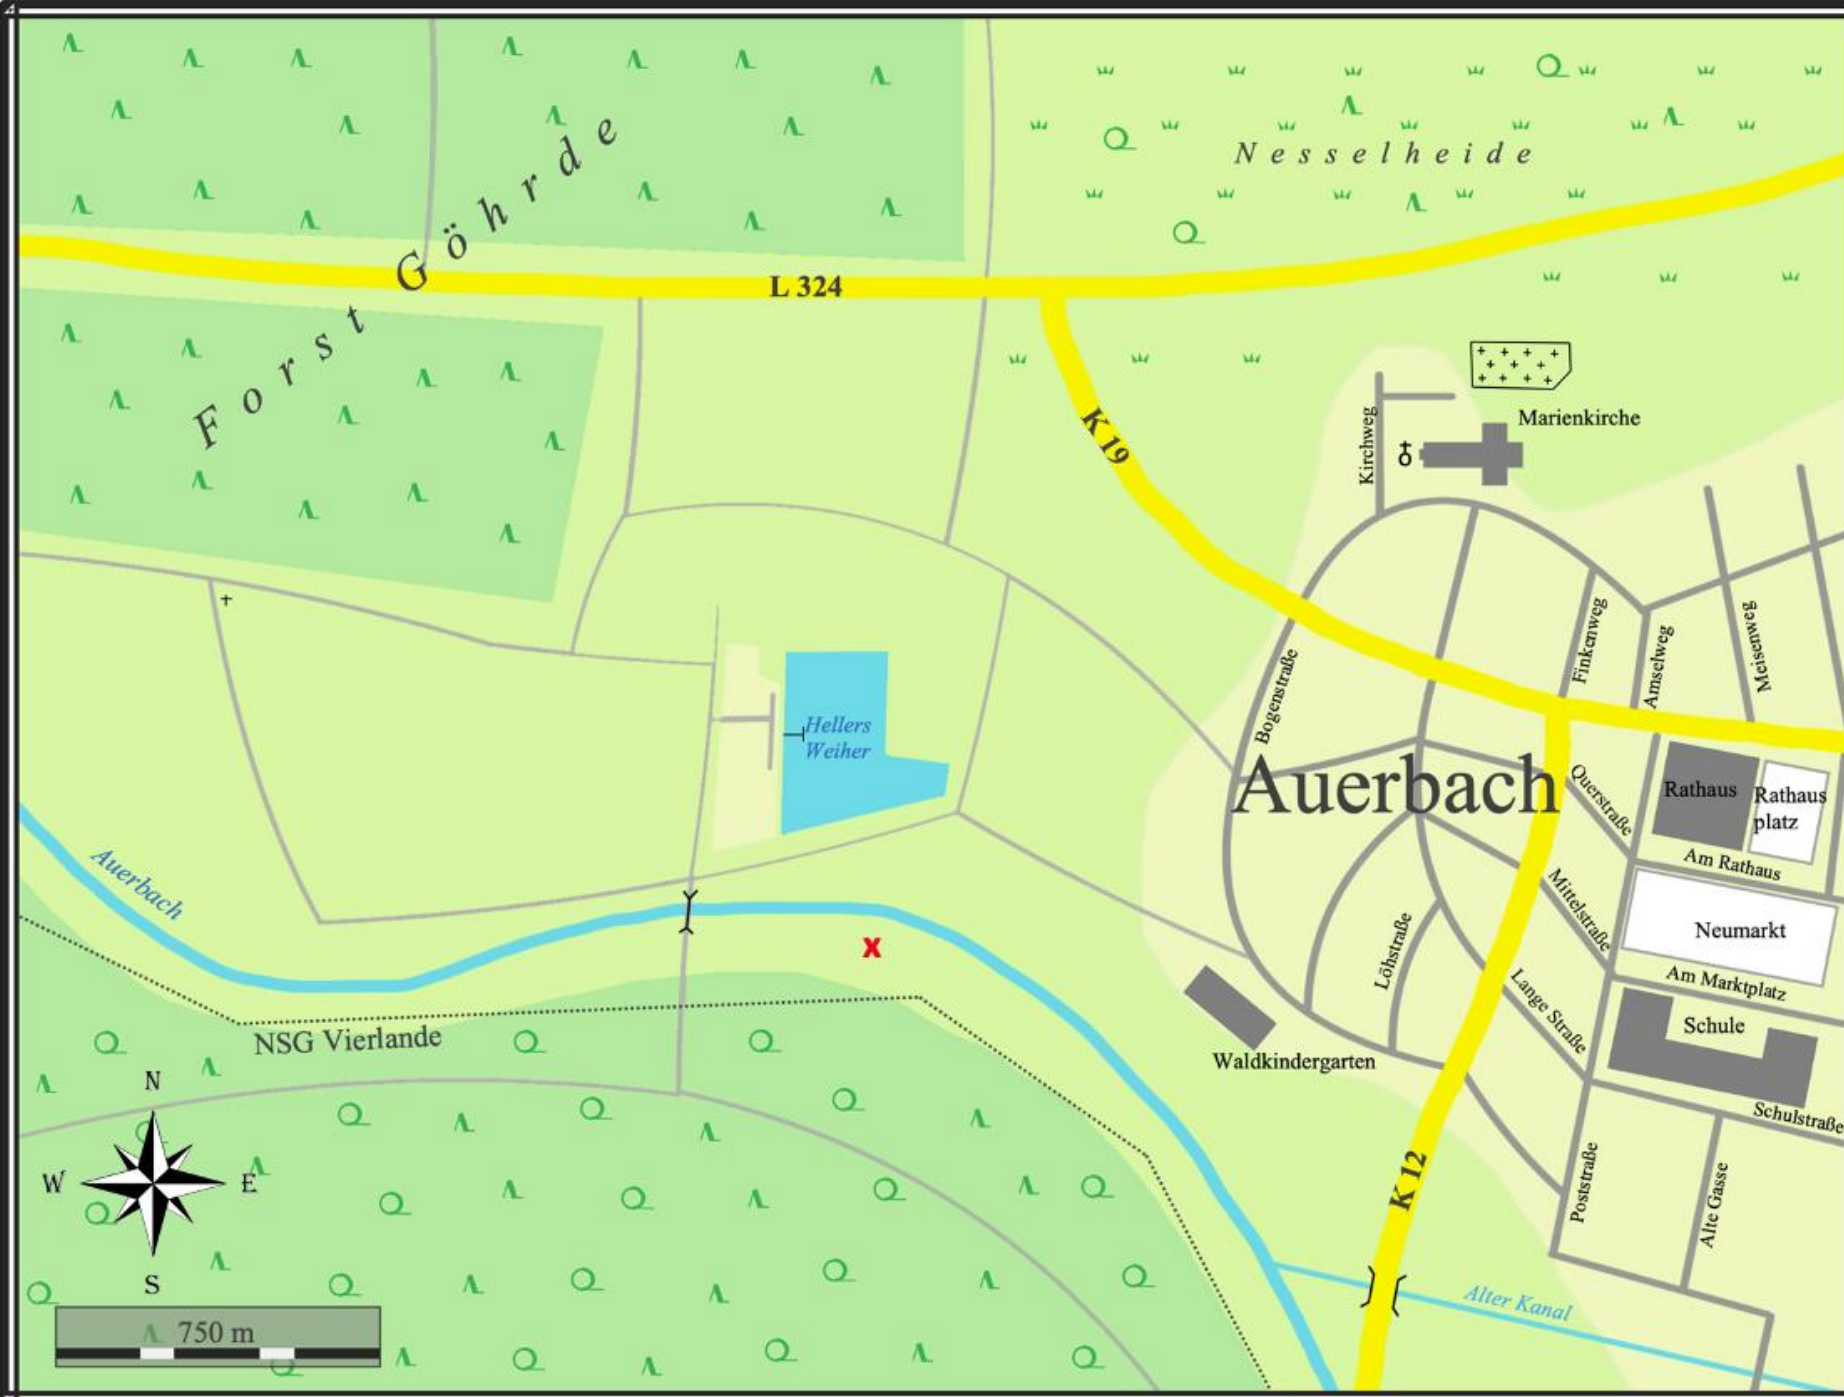 Forst Göhrde
Nesselheide
L 324
K 19
Marienkirche
Kirchweg
Finkenweg
Amselweg
Meisenweg
Bogenstraße
Hellers
Weiher
Auerbach
Querstraße
Rathaus
Rathaus
platz
Am Rathaus
Auerbach
Mittelstraße
Neumarkt
Löhstraße
X
Am Marktplatz
Lange Straße
Schule
NSG Vierlande
Waldkindergarten
Schulstraße
N
W
E
S
K 12
Poststraße
Alte Gasse
Alter Kanal
750 m